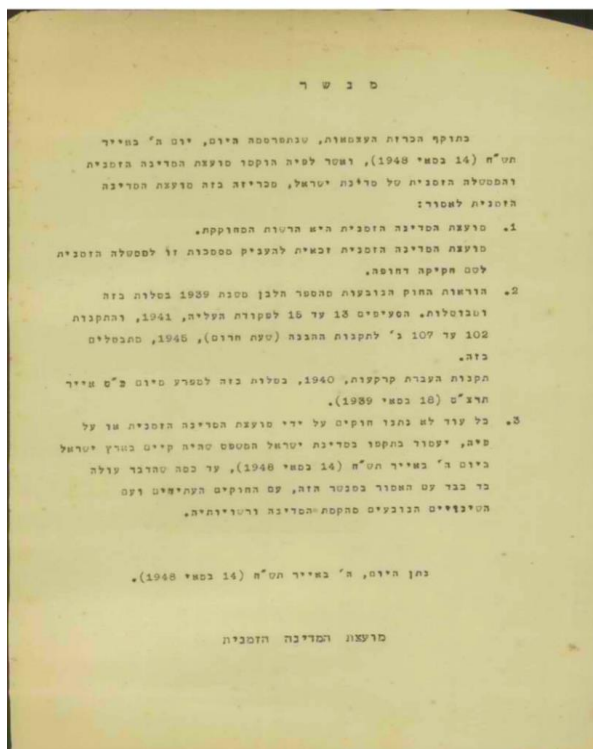 מ נ ש ר
בתוקף הכרזת העצמאות, שנתפרסמה היום, יום ה' באייר
תש"ח (14 במאי 1948), ואשר לפיה הוקמו מועצת המדינה הזמנית
והממשלה הזמנית של מדינת ישראל, מכריזה בזה מועצת המדינה
הזמנית לאמור:
1. מועצת המדינה הזמנית היא הרשות המחוקקת.
מועצת המדינה הזמנית זכאית להעניק מסמכות זו לממשלה הזמנית
לשם חקיקה דחופה.
2. הוראות החוק הנובעות מהספר הלבן משנת 1939 בטלות בזה
ומבוטלות. הסעיפים 13 עד 15 לפקודת העליה, 1941, והתקנות
102 עד 107 ג' לתקנות ההגנה (שעת חרום), 1945, מתבטלים
בזה.
תקנות העברת קרקעות, 1940, בטלות בזה למפרע מיום כ"ט אייר
תרצ"ט (18 במאי 1939).
3. כל עוד לא נתנו חוקים על ידי מועצת המדינה הזמנית או על
פיה, יעמוד בתקפו במדינת ישראל המשפט שהיה קיים בארץ ישראל
ביום ה' באייר תש"ח (14 במאי 1948), עד כמה שהדבר עולה
בד בבד עם האמור במנשר הזה, עם החוקים העתידים ועם
השינויים הנובעים מהקמת המדינה ורשויותיה.
נתן היום, ה' באייר תש"ח (14 במאי 1948).
מועצת המדינה הזמנית